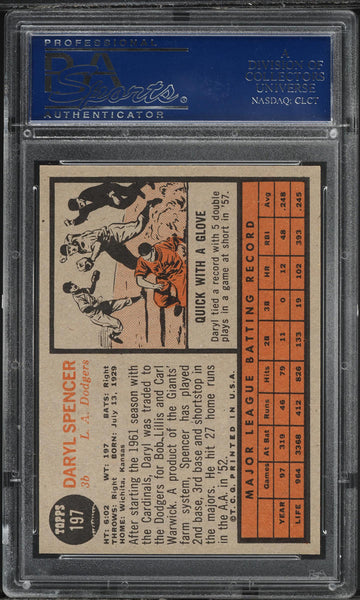 PROFESSIONAL
PSA
Sports
AUTHENTICATOR
A
DIVISION OF
COLLECTORS
UNIVERSE
NASDAQ: CLCT
TOPPS
197
DARYL SPENCER
3b L. A. Dodgers
HT: 6:02 WT: 197 BATS: Right
THROWS: Right BORN: July 13, 1929
HOME: Wichita, Kansas
After starting the 1961 season with
the Cardinals, Daryl was traded to
the Dodgers for Bob Lillis and Carl
Warwick. A product of the Giants'
farm system, Spencer has played
2nd base, 3rd base and shortstop in
the majors. He hit 27 home runs
in the A.A. in '52.
©T.C.G. PRINTED IN U.S.A.
QUICK WITH A GLOVE
Daryl tied a record with 5 double
plays in a game at short in '57.
MAJOR LEAGUE BATTING RECORD
Games At Bat Runs Hits 2B 3B HR RBI Avg
YEAR 97 319 46 79 11 0 12 48 .248
LIFE 964 3368 412 826 133 19 102 393 .245